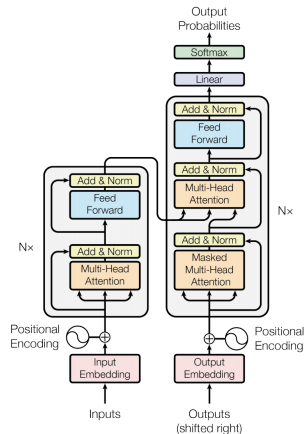 Output
Probabilities
Softmax
Linear
Add & Norm
Feed
Forward
Add & Norm
Multi-Head
Attention
Add & Norm
Masked
Multi-Head
Attention
N×
Add & Norm
Feed
Forward
N×
Add & Norm
Multi-Head
Attention
Positional
Encoding
Positional
Encoding
Input
Embedding
Output
Embedding
Inputs
Outputs
(shifted right)